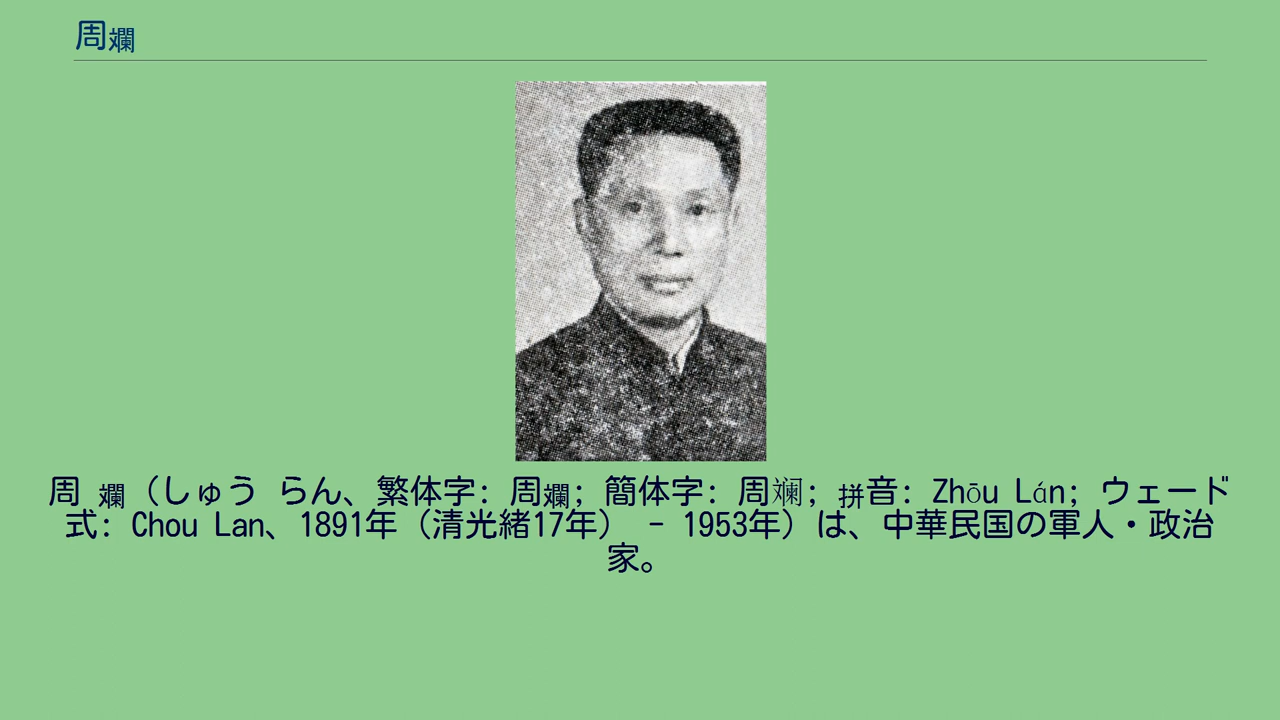 周斕
周 斕（しゅう らん、繁体字: 周斕; 簡体字: 周斓; 拼音: Zhōu Lán; ウェード
式: Chou Lan、1891年（清光緒17年） - 1953年）は、中華民国の軍人・政治
家。